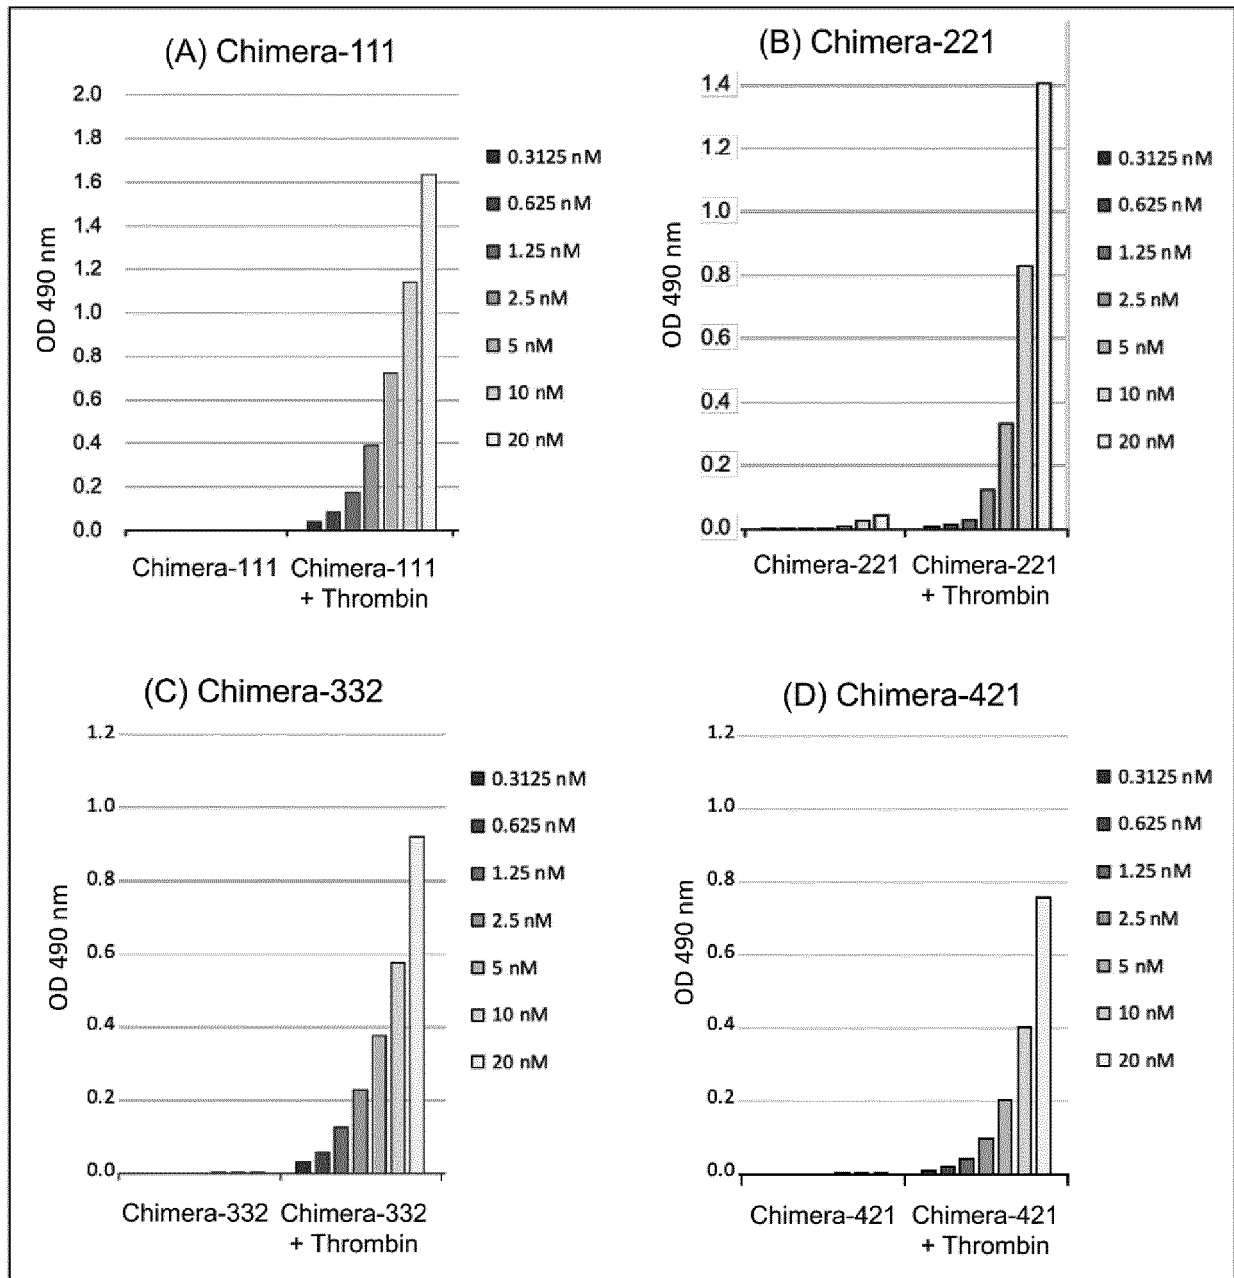 (A) Chimera-111
OD 490 nm
2.0
1.8
1.6
1.4
1.2
1.0
0.8
0.6
0.4
0.2
0.0
0.3125 nM
0.625 nM
1.25 nM
2.5 nM
5 nM
10 nM
20 nM
Chimera-111
Chimera-111
+ Thrombin
(B) Chimera-221
OD 490 nm
1.4
1.2
1.0
0.8
0.6
0.4
0.2
0.0
0.3125 nM
0.625 nM
1.25 nM
2.5 nM
5 nM
10 nM
20 nM
Chimera-221
Chimera-221
+ Thrombin
(C) Chimera-332
OD 490 nm
1.2
1.0
0.8
0.6
0.4
0.2
0.0
0.3125 nM
0.625 nM
1.25 nM
2.5 nM
5 nM
10 nM
20 nM
Chimera-332
Chimera-332
+ Thrombin
(D) Chimera-421
OD 490 nm
1.2
1.0
0.8
0.6
0.4
0.2
0.0
0.3125 nM
0.625 nM
1.25 nM
2.5 nM
5 nM
10 nM
20 nM
Chimera-421
Chimera-421
+ Thrombin